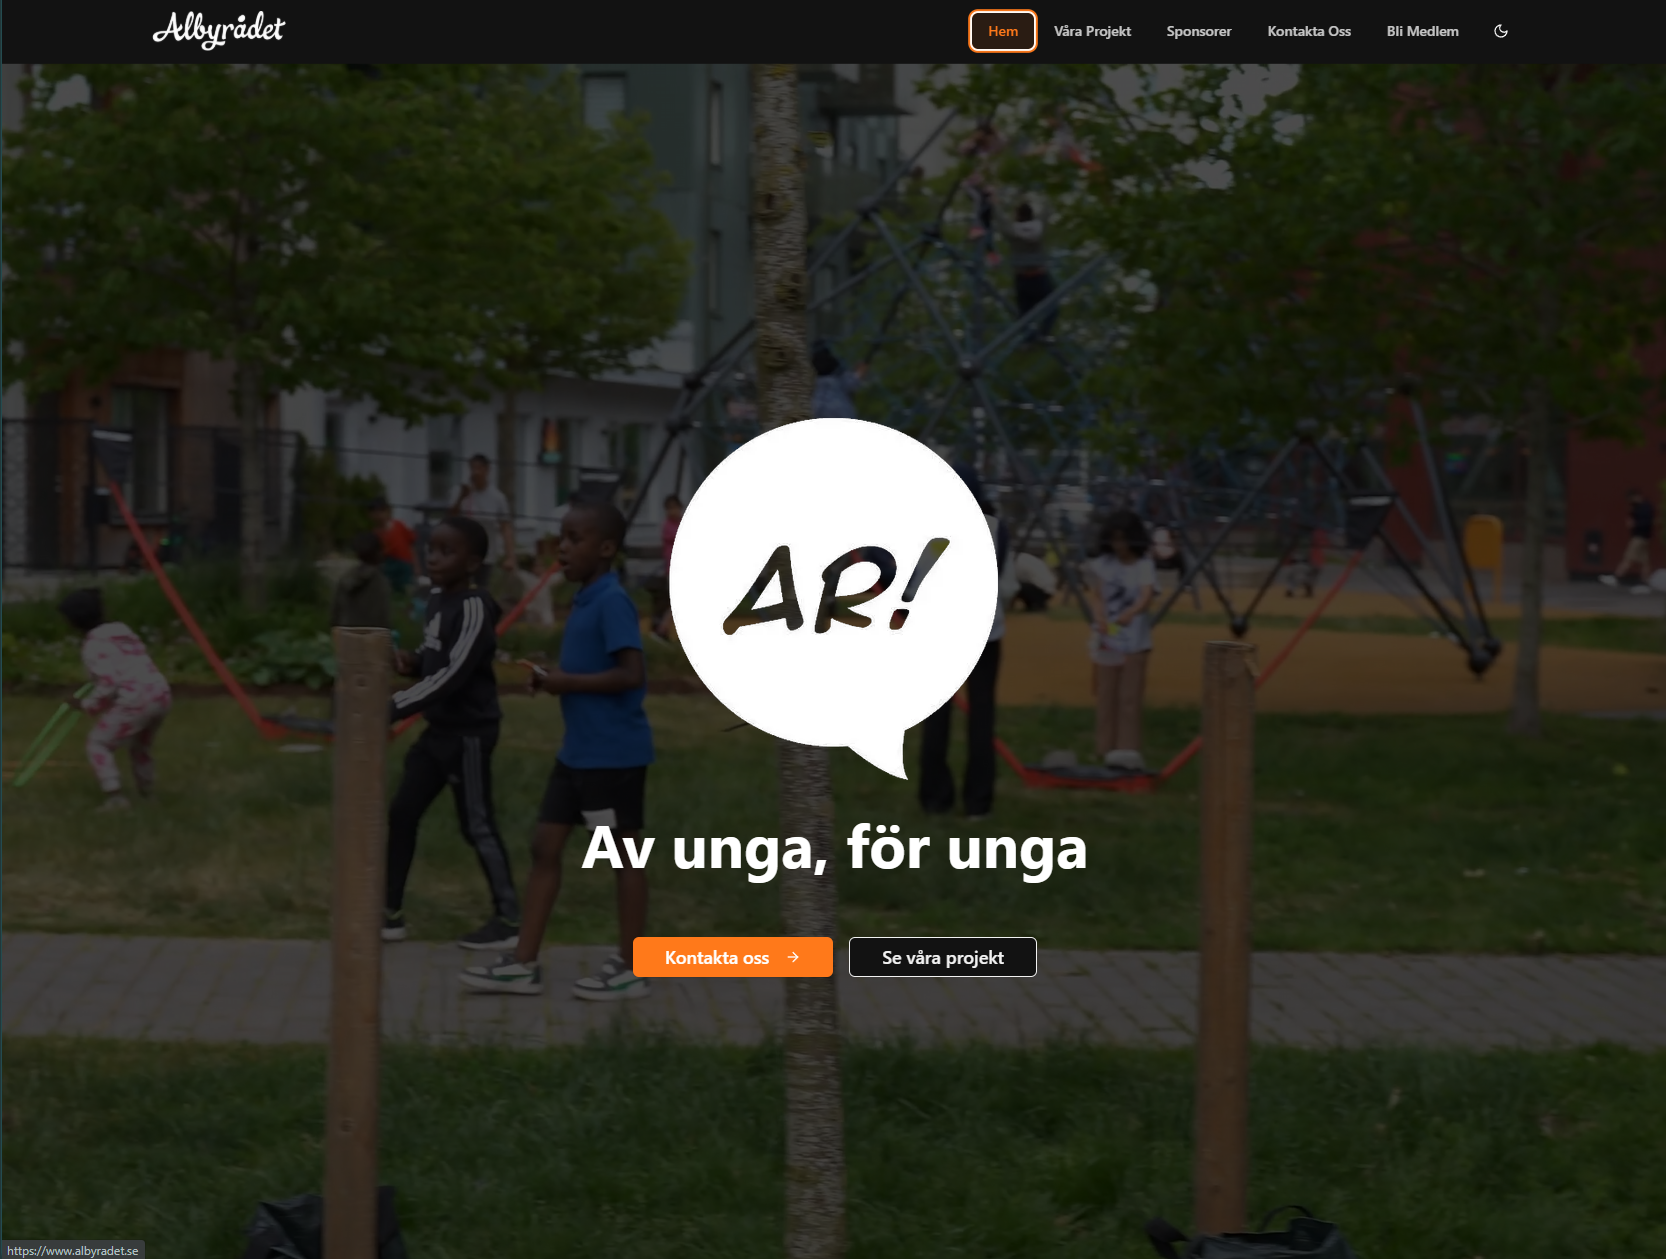 Albyrådet
Hem
Våra Projekt
Sponsorer
Kontakta Oss
Bli Medlem
AR!
Av unga, för unga
Kontakta oss
Se våra projekt
https://www.albyradet.se